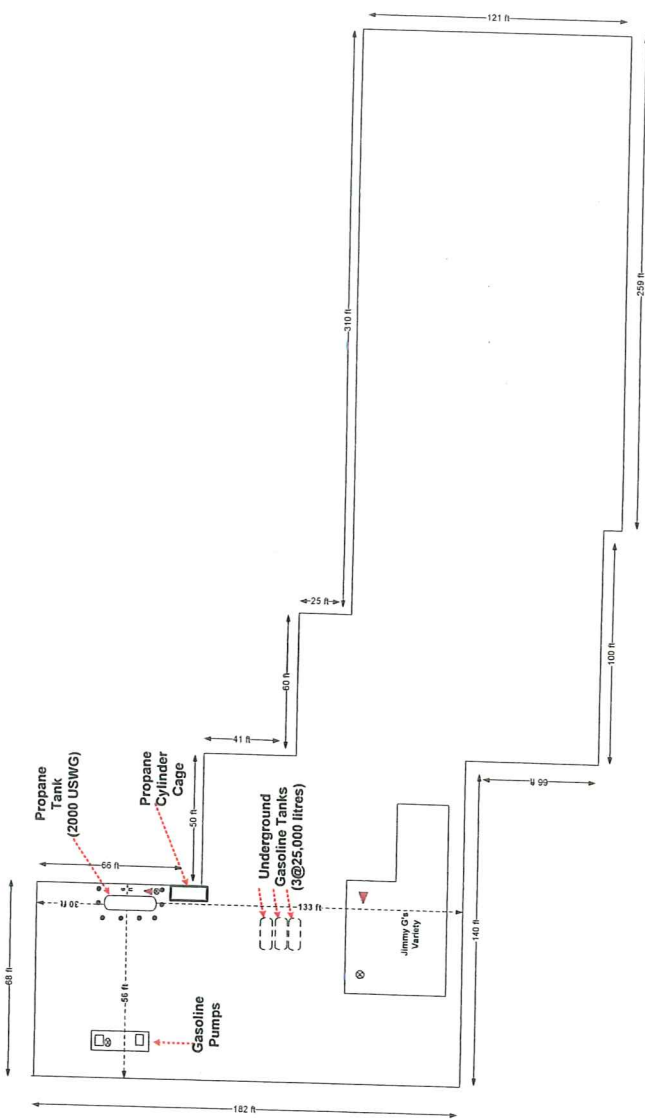 121 ft
310 ft
259 ft
25 ft
60 ft
100 ft
41 ft
Propane
Tank
(2000 USWG)
Propane
Cylinder
Cage
50 ft
66 ft
66 ft
Underground
Gasoline Tanks
(3@25,000 litres)
68 ft
30 ft
133 ft
140 ft
Jimmy G's
Variety
56 ft
Gasoline
Pumps
182 ft